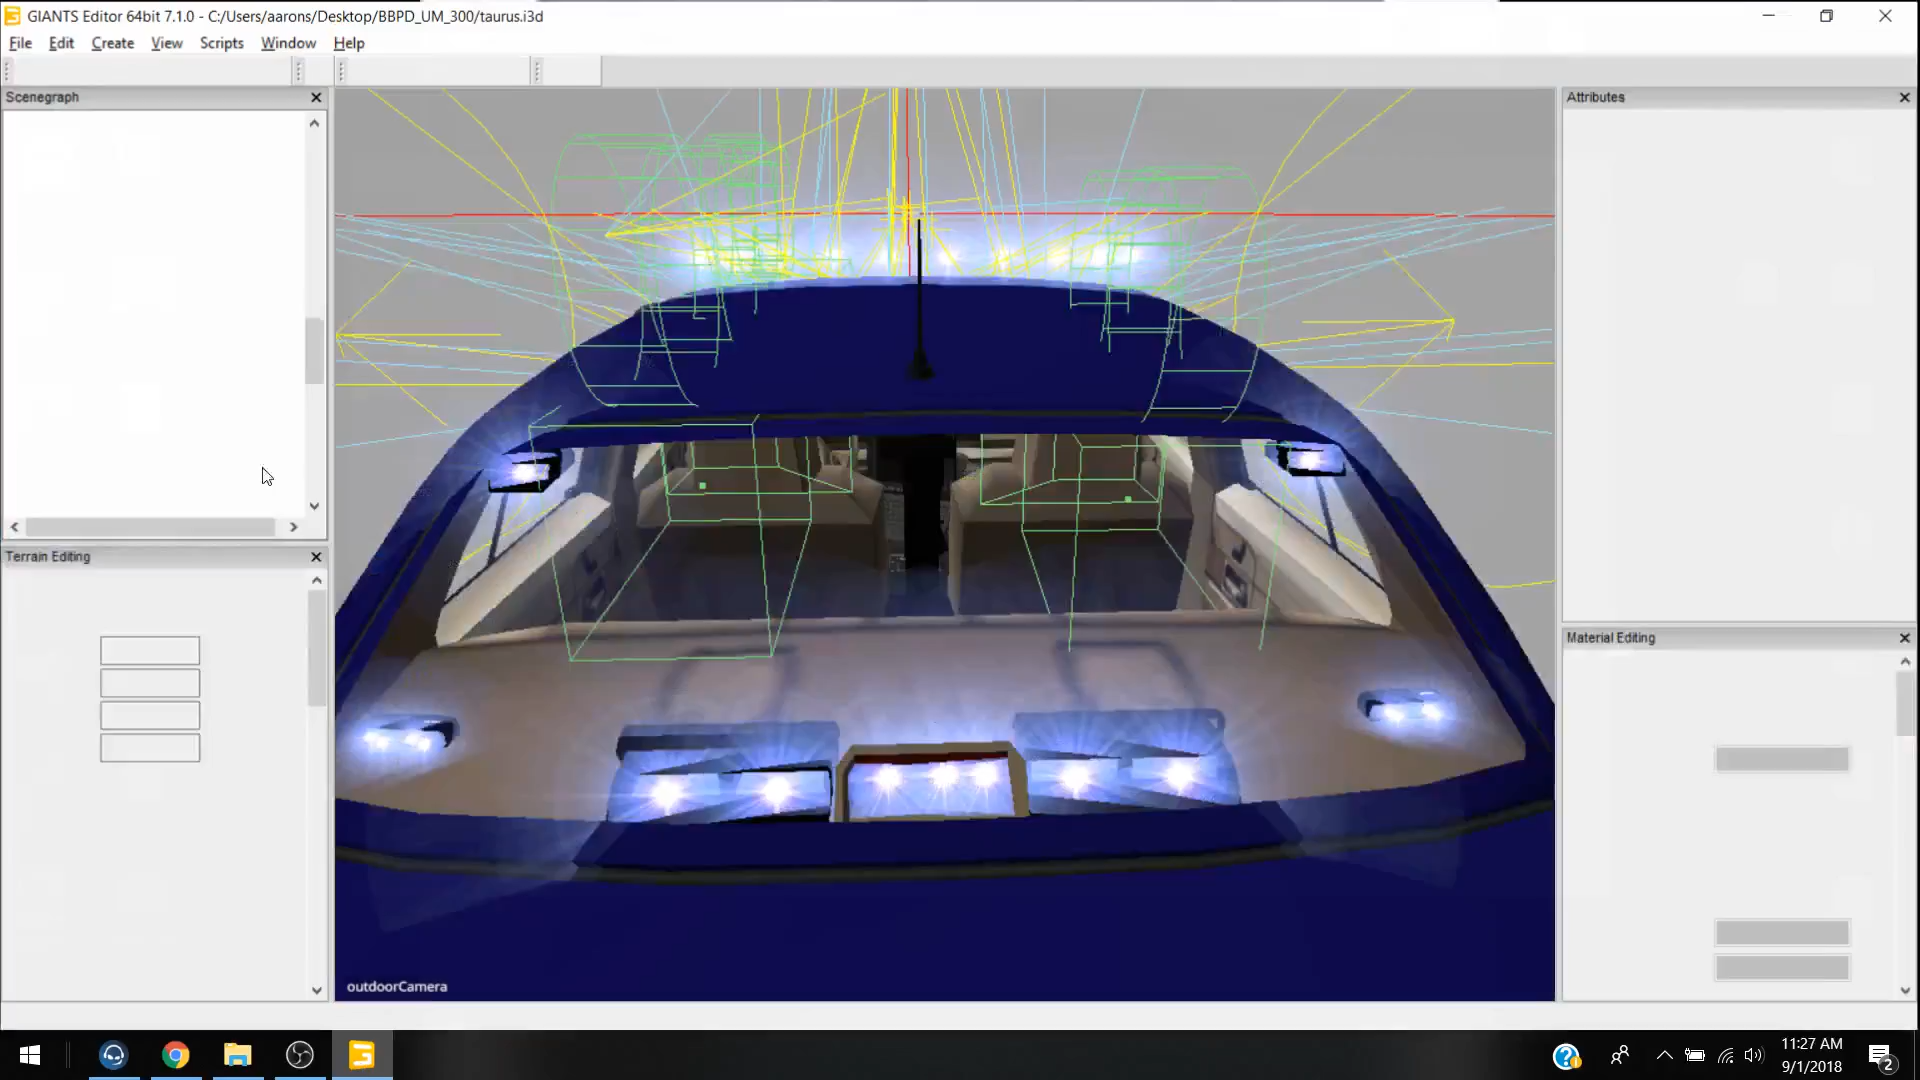 GIANTS Editor 64bit 7.1.0 - C:/Users/aarons/Desktop/BBPD_UM_300/taurus.i3d
File Edit Create View Scripts Window Help
Scenegraph
Attributes
Terrain Editing
Material Editing
outdoorCamera
11:27 AM
9/1/2018
2